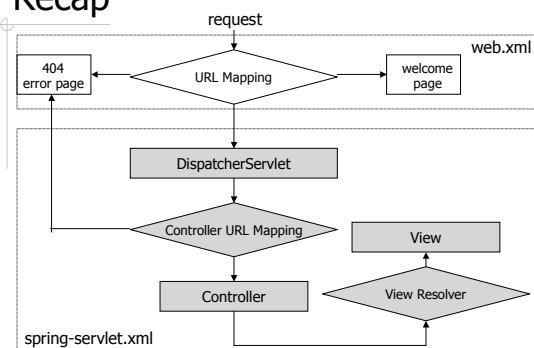 Recap
request
web.xml
404
error page
URL Mapping
welcome
page
DispatcherServlet
Controller URL Mapping
View
Controller
View Resolver
spring-servlet.xml